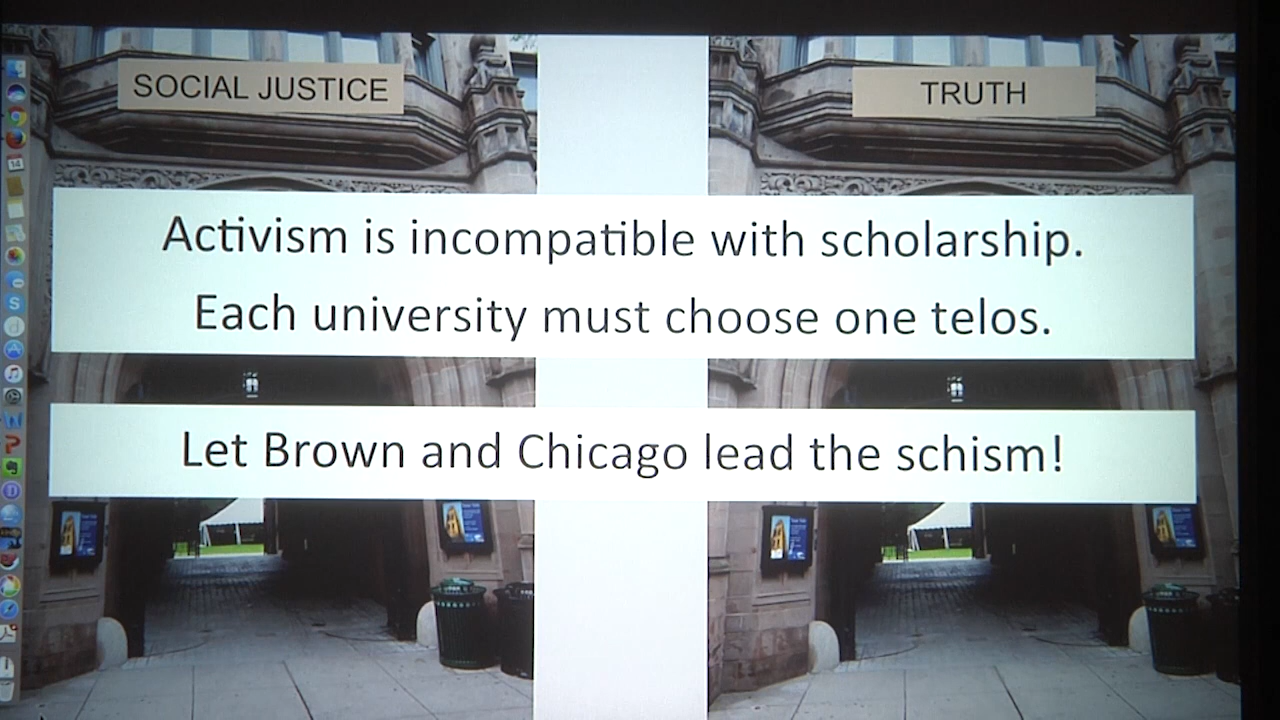 SOCIAL JUSTICE
TRUTH
Activism is incompatible with scholarship.
Each university must choose one telos.
Let Brown and Chicago lead the schism!